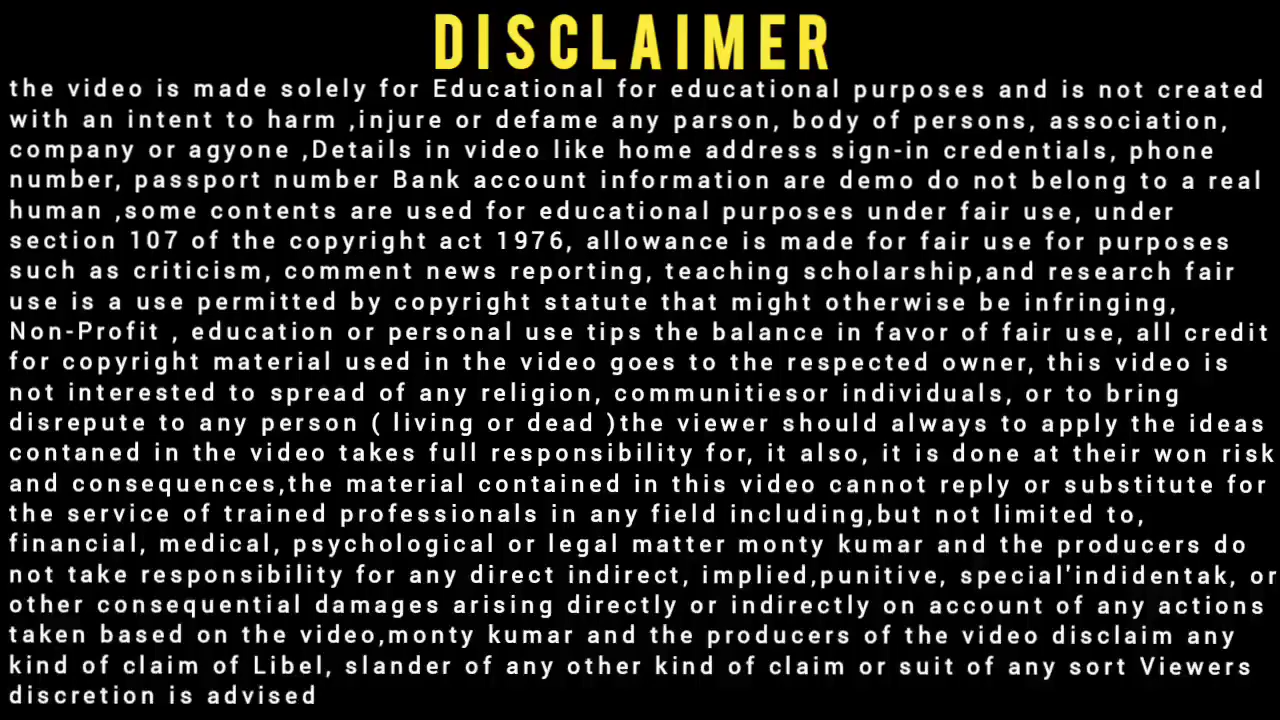 DISCLAIMER
the video is made solely for Educational for educational purposes and is not created
with an intent to harm ,injure or defame any parson, body of persons, association,
company or agyone ,Details in video like home address sign-in credentials, phone
number, passport number Bank account information are demo do not belong to a real
human ,some contents are used for educational purposes under fair use, under
section 107 of the copyright act 1976, allowance is made for fair use for purposes
such as criticism, comment news reporting, teaching scholarship,and research fair
use is a use permitted by copyright statute that might otherwise be infringing,
Non-Profit , education or personal use tips the balance in favor of fair use, all credit
for copyright material used in the video goes to the respected owner, this video is
not interested to spread of any religion, communitiesor individuals, or to bring
disrepute to any person ( living or dead )the viewer should always to apply the ideas
contaned in the video takes full responsibility for, it also, it is done at their won risk
and consequences,the material contained in this video cannot reply or substitute for
the service of trained professionals in any field including,but not limited to,
financial, medical, psychological or legal matter monty kumar and the producers do
not take responsibility for any direct indirect, implied,punitive, special'indidentak, or
other consequential damages arising directly or indirectly on account of any actions
taken based on the video,monty kumar and the producers of the video disclaim any
kind of claim of Libel, slander of any other kind of claim or suit of any sort Viewers
discretion is advised